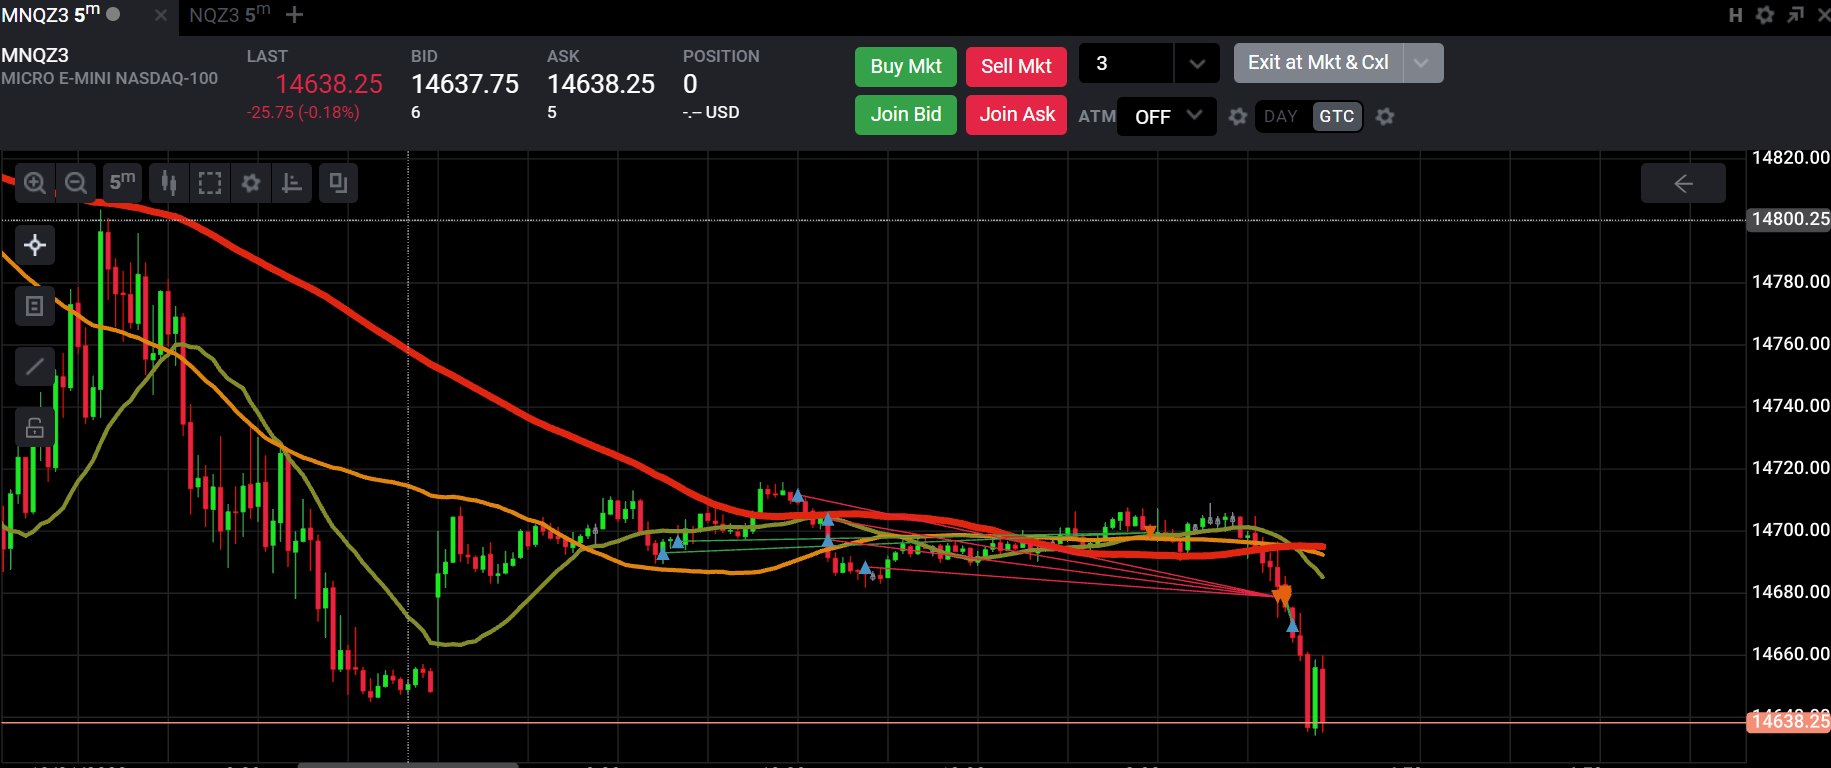 MNQZ3 5m
NQZ3 5m
H
MNQZ3
MICRO E-MINI NASDAQ-100
LAST
14638.25
-25.75 (-0.18%)
BID
14637.75
6
ASK
14638.25
5
POSITION
0
-.-- USD
Buy Mkt
Sell Mkt
3
Exit at Mkt & Cxl
Join Bid
Join Ask
ATM
OFF
DAY
GTC
5m
14820.00
14800.25
14780.00
14760.00
14740.00
14720.00
14700.00
14680.00
14660.00
14638.25